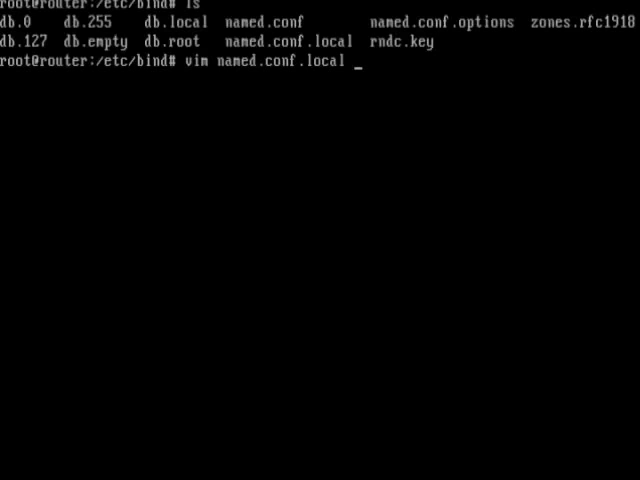 root@router:/etc/bind# ls
db.0 db.255 db.local named.conf named.conf.options zones.rfc1918
db.127 db.empty db.root named.conf.local rndc.key
root@router:/etc/bind# vim named.conf.local _